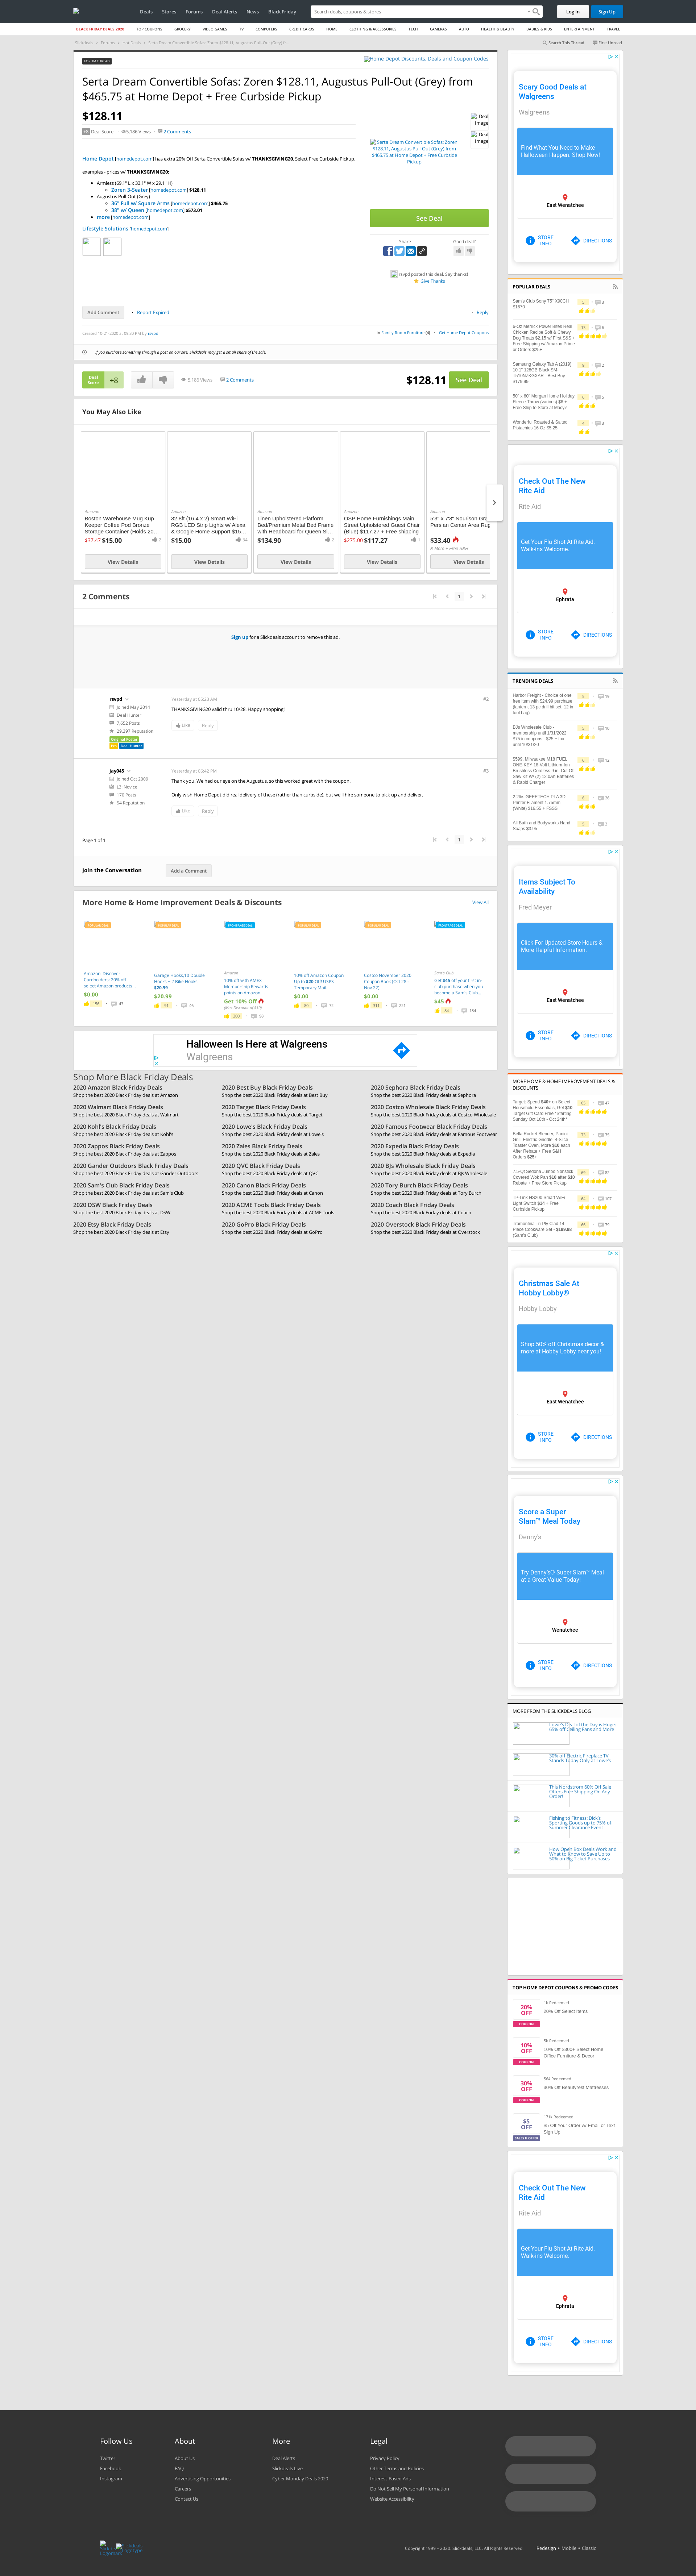 Deals Stores Forums Deal Alerts News Black Friday
Search deals, coupons & stores
Log In
Sign Up
BLACK FRIDAY DEALS 2020 TOP COUPONS GROCERY VIDEO GAMES TV COMPUTERS CREDIT CARDS HOME CLOTHING & ACCESSORIES TECH CAMERAS AUTO HEALTH & BEAUTY BABIES & KIDS ENTERTAINMENT TRAVEL
Slickdeals > Forums > Hot Deals > Serta Dream Convertible Sofas: Zoren $128.11, Augustus Pull-Out (Grey) fr...
Search This Thread
First Unread
FORUM THREAD
Home Depot Discounts, Deals and Coupon Codes
Serta Dream Convertible Sofas: Zoren $128.11, Augustus Pull-Out (Grey) from
$465.75 at Home Depot + Free Curbside Pickup
$128.11
+8 Deal Score
5,186 Views
2 Comments
Home Depot [homedepot.com] has extra 20% Off Serta Convertible Sofas w/ THANKSGIVING20. Select Free Curbside Pickup.
examples - prices w/ THANKSGIVING20:
Armless (69.1" L x 33.1" W x 29.1" H)
Zoren 3-Seater [homedepot.com] $128.11
Augustus Pull-Out (Grey)
36" Full w/ Square Arms [homedepot.com] $465.75
38" w/ Queen [homedepot.com] $573.01
more [homedepot.com]
Lifestyle Solutions [homedepot.com]
Serta Dream Convertible Sofas: Zoren $128.11, Augustus Pull-Out (Grey) from $465.75 at Home Depot + Free Curbside Pickup
Deal Image
Deal Image
See Deal
Share
Good deal?
rsvpd posted this deal. Say thanks!
Give Thanks
Add Comment
Report Expired
Reply
Created 10-21-2020 at 09:45 PM by rsvpd
in Family Room Furniture (4)
Get Home Depot Coupons
If you purchase something through a post on our site, Slickdeals may get a small share of the sale.
Deal Score
+8
5,186 Views
2 Comments
$128.11
See Deal
You May Also Like
Amazon
Boston Warehouse Mug Kup Keeper Coffee Pod Bronze Storage Container (Holds 20...
$37.47 $15.00
2
View Details
Amazon
32.8ft (16.4 x 2) Smart WiFi RGB LED Strip Lights w/ Alexa & Google Home Support $15...
$15.00
View Details
Amazon
Linen Upholstered Platform Bed/Premium Metal Bed Frame with Headboard for Queen Si...
$134.90
2
View Details
Amazon
OSP Home Furnishings Main Street Upholstered Guest Chair (Blue) $117.27 + Free shipping
$275.00 $117.27
View Details
Amazon
5'3" x 7'3" Nourison Gra
Persian Center Area Rug
$33.40
& More + Free S&H
View Details
2 Comments
1
Sign up for a Slickdeals account to remove this ad.
rsvpd
Joined May 2014
Deal Hunter
7,652 Posts
29,397 Reputation
Original Poster
Pro
Deal Hunter
Yesterday at 05:23 AM
#2
THANKSGIVING20 valid thru 10/28. Happy shopping!
Like
Reply
jay045
Joined Oct 2009
L3: Novice
170 Posts
54 Reputation
Yesterday at 06:42 PM
#3
Thank you. We had our eye on the Augustus, so this worked great with the coupon.
Only wish Home Depot did real delivery of these (rather than curbside), but we'll find someone to pick up and deliver.
Like
Reply
Page 1 of 1
1
Join the Conversation
Add a Comment
More Home & Home Improvement Deals & Discounts
View All
Amazon: Discover Cardholders: 20% off select Amazon products...
$0.00
43
Garage Hooks,10 Double Hooks + 2 Bike Hooks $20.99
$20.99
46
Amazon
10% off with AMEX Membership Rewards points on Amazon...
Get 10% Off
98
10% off Amazon Coupon Up to $20 Off! USPS Temporary Mail...
$0.00
72
Costco November 2020 Coupon Book (Oct 28 - Nov 22)
$0.00
221
Sam's Club
Get $45 off your first in-club purchase when you become a Sam's Club...
$45
184
Halloween Is Here at Walgreens
Walgreens
Shop More Black Friday Deals
2020 Amazon Black Friday Deals
Shop the best 2020 Black Friday deals at Amazon
2020 Best Buy Black Friday Deals
Shop the best 2020 Black Friday deals at Best Buy
2020 Sephora Black Friday Deals
Shop the best 2020 Black Friday deals at Sephora
2020 Walmart Black Friday Deals
Shop the best 2020 Black Friday deals at Walmart
2020 Target Black Friday Deals
Shop the best 2020 Black Friday deals at Target
2020 Costco Wholesale Black Friday Deals
Shop the best 2020 Black Friday deals at Costco Wholesale
2020 Kohl's Black Friday Deals
Shop the best 2020 Black Friday deals at Kohl's
2020 Lowe's Black Friday Deals
Shop the best 2020 Black Friday deals at Lowe's
2020 Famous Footwear Black Friday Deals
Shop the best 2020 Black Friday deals at Famous Footwear
2020 Zappos Black Friday Deals
Shop the best 2020 Black Friday deals at Zappos
2020 Zales Black Friday Deals
Shop the best 2020 Black Friday deals at Zales
2020 Expedia Black Friday Deals
Shop the best 2020 Black Friday deals at Expedia
2020 Gander Outdoors Black Friday Deals
Shop the best 2020 Black Friday deals at Gander Outdoors
2020 QVC Black Friday Deals
Shop the best 2020 Black Friday deals at QVC
2020 BJs Wholesale Black Friday Deals
Shop the best 2020 Black Friday deals at BJs Wholesale
2020 Sam's Club Black Friday Deals
Shop the best 2020 Black Friday deals at Sam's Club
2020 Canon Black Friday Deals
Shop the best 2020 Black Friday deals at Canon
2020 Tory Burch Black Friday Deals
Shop the best 2020 Black Friday deals at Tory Burch
2020 DSW Black Friday Deals
Shop the best 2020 Black Friday deals at DSW
2020 ACME Tools Black Friday Deals
Shop the best 2020 Black Friday deals at ACME Tools
2020 Coach Black Friday Deals
Shop the best 2020 Black Friday deals at Coach
2020 Etsy Black Friday Deals
Shop the best 2020 Black Friday deals at Etsy
2020 GoPro Black Friday Deals
Shop the best 2020 Black Friday deals at GoPro
2020 Overstock Black Friday Deals
Shop the best 2020 Black Friday deals at Overstock
Scary Good Deals at Walgreens
Walgreens
Find What You Need to Make Halloween Happen. Shop Now!
East Wenatchee
STORE INFO
DIRECTIONS
POPULAR DEALS
Sam's Club Sony 75" X80CH $1070
6-Oz Merrick Power Bites Real Chicken Recipe Soft & Chewy Dog Treats $2.15 w/ First S&S + Free Shipping w/ Amazon Prime or Orders $25+
Samsung Galaxy Tab A (2019) 10.1" 128GB Black SM-T510NZKGXAR - Best Buy $179.99
50" x 60" Morgan Home Holiday Fleece Throw (various) $6 + Free Ship to Store at Macy's
Wonderful Roasted & Salted Pistachios 16 Oz $5.25
Check Out The New Rite Aid
Rite Aid
Get Your Flu Shot At Rite Aid. Walk-ins Welcome.
Ephrata
STORE INFO
DIRECTIONS
TRENDING DEALS
Harbor Freight - Choice of one free item with $24.99 purchase (lantern, 13 pc drill bit set, 12 in tool bag)
BJs Wholesale Club - membership until 1/31/2022 + $75 in coupons - $25 + tax - until 10/31/20
$599, Milwaukee M18 FUEL ONE-KEY 18-Volt Lithium-Ion Brushless Cordless 9 in. Cut Off Saw Kit W/ (2) 12.0Ah Batteries & Rapid Charger
2.2lbs GEEETECH PLA 3D Printer Filament 1.75mm (White) $16.55 + FSSS
All Bath and Bodyworks Hand Soaps $3.95
Items Subject To Availability
Fred Meyer
Click For Updated Store Hours & More Helpful Information.
East Wenatchee
STORE INFO
DIRECTIONS
MORE HOME & HOME IMPROVEMENT DEALS & DISCOUNTS
Target: Spend $40+ on Select Household Essentials, Get $10 Target Gift Card Free *Starting Sunday Oct 18th - Oct 24th*
Bella Rocket Blender, Panini Grill, Electric Griddle, 4-Slice Toaster Oven, More $15 each After Rebate + Free S&H Orders $25+
7.5-Qt Sedona Jumbo Nonstick Covered Wok Pan $10 after $10 Rebate + Free Store Pickup
TP-Link HS200 Smart WiFi Light Switch $14 + Free Curbside Pickup
Tramontina Tri-Ply Clad 14-Piece Cookware Set - $199.98 (Sam's Club)
Christmas Sale At Hobby Lobby®
Hobby Lobby
Shop 50% off Christmas decor & more at Hobby Lobby near you!
East Wenatchee
STORE INFO
DIRECTIONS
Score a Super Slam™ Meal Today
Denny's
Try Denny's® Super Slam™ Meal at a Great Value Today!
Wenatchee
STORE INFO
DIRECTIONS
MORE FROM THE SLICKDEALS BLOG
Lowe's Deal of the Day is Huge: 65% off Ceiling Fans and More
30% off Electric Fireplace TV Stands Today Only at Lowe's
This Nordstrom 60% Off Sale Offers Free Shipping On Any Order!
Fishing to Fitness: Dick's Sporting Goods up to 75% off Summer Clearance Event
How Open Box Deals Work and What to Know to Save Up to 50% on Big Ticket Purchases
TOP HOME DEPOT COUPONS & PROMO CODES
20% OFF
COUPON
1k Redeemed
20% Off Select Items
10% OFF
COUPON
5k Redeemed
10% Off $300+ Select Home Office Furniture & Decor
30% OFF
COUPON
364 Redeemed
30% Off Beautyrest Mattresses
$5 OFF
SALES & OFFER
171k Redeemed
$5 Off Your Order w/ Email or Text Sign Up
Check Out The New Rite Aid
Rite Aid
Get Your Flu Shot At Rite Aid. Walk-ins Welcome.
Ephrata
STORE INFO
DIRECTIONS
Follow Us
Twitter
Facebook
Instagram
About
About Us
FAQ
Advertising Opportunities
Careers
Contact Us
More
Deal Alerts
Slickdeals Live
Cyber Monday Deals 2020
Legal
Privacy Policy
Other Terms and Policies
Interest-Based Ads
Do Not Sell My Personal Information
Website Accessibility
Copyright 1999 - 2020. Slickdeals, LLC. All Rights Reserved.
Redesign • Mobile • Classic